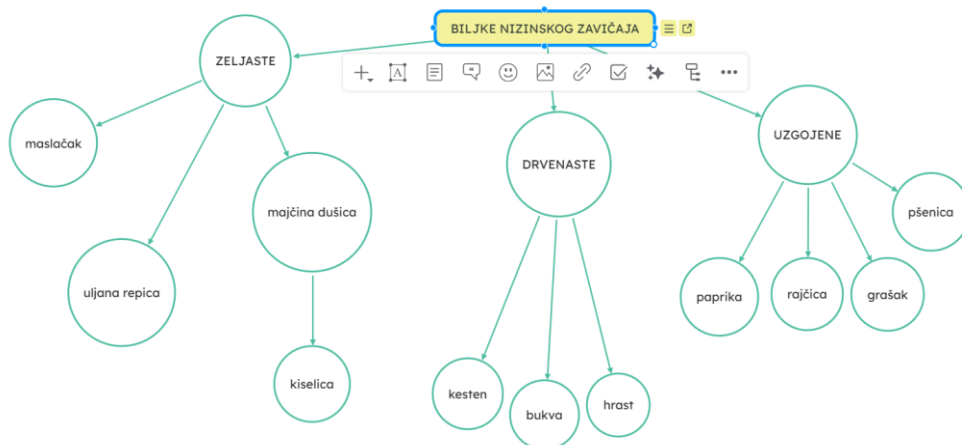 BILJKE NIZINSKOG ZAVIČAJA
ZELJASTE
maslačak
uljana repica
majčina dušica
kiselica
DRVENASTE
kesten
bukva
hrast
UZGOJENE
paprika
rajčica
grašak
pšenica